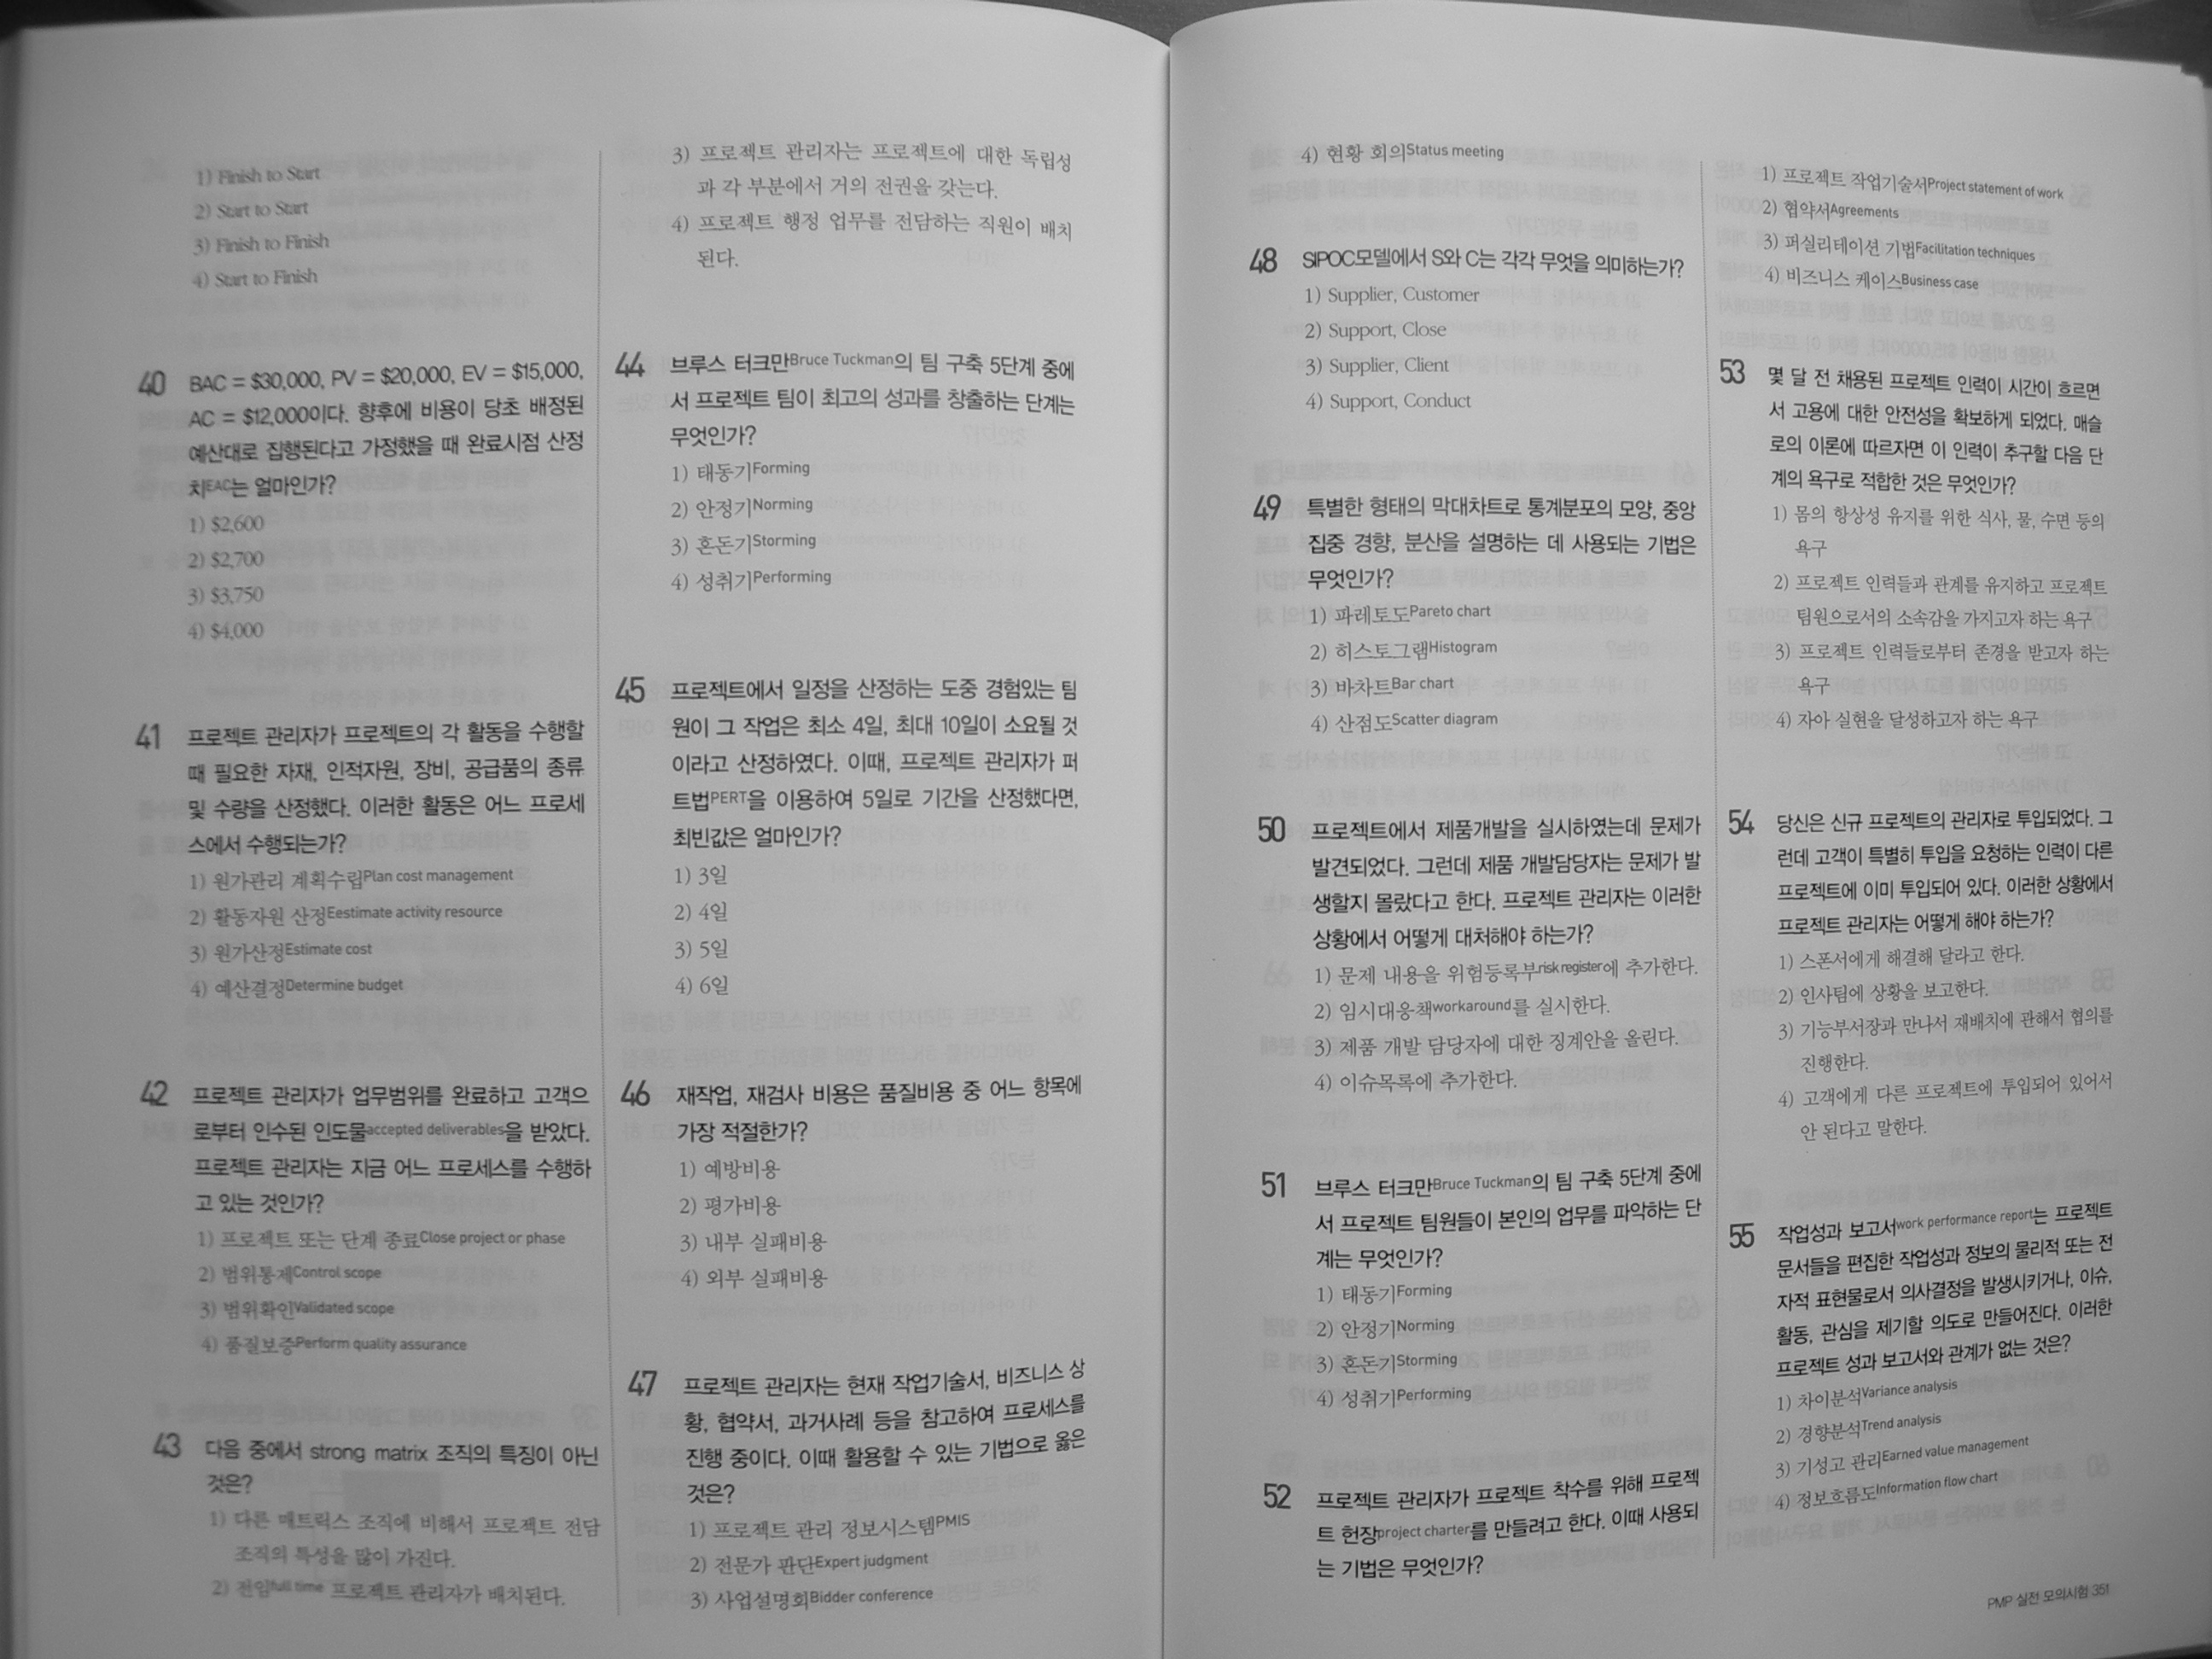 1) Finish to Start
2) Start to Start
3) Finish to Finish
4) Start to Finish
40 BAC = $30,000, PV = $20,000, EV = $15,000,
AC = $12,000이다. 향후에 비용이 당초 배정된
예산대로 집행된다고 가정했을 때 완료시점 산정
치EAC는 얼마인가?
1) $2,600
2) $2,700
3) $3,750
4) $4,000
41 프로젝트 관리자가 프로젝트의 각 활동을 수행할
때 필요한 자재, 인적자원, 장비, 공급품의 종류
및 수량을 산정했다. 이러한 활동은 어느 프로세
스에서 수행되는가?
1) 원가관리 계획수립Plan cost management
2) 활동자원 산정Eestimate activity resource
3) 원가산정Estimate cost
4) 예산결정Determine budget
42 프로젝트 관리자가 업무범위를 완료하고 고객으
로부터 인수된 인도물accepted deliverables을 받았다.
프로젝트 관리자는 지금 어느 프로세스를 수행하
고 있는 것인가?
1) 프로젝트 또는 단계 종료Close project or phase
2) 범위통제Control scope
3) 범위확인Validated scope
4) 품질보증Perform quality assurance
43 다음 중에서 strong matrix 조직의 특징이 아닌
것은?
1) 다른 매트릭스 조직에 비해서 프로젝트 전담
조직의 특성을 많이 가진다.
2) 전임full time 프로젝트 관리자가 배치된다.
3) 프로젝트 관리자는 프로젝트에 대한 독립성
과 각 부분에서 거의 전권을 갖는다.
4) 프로젝트 행정 업무를 전담하는 직원이 배치
된다.
44 브루스 터크만Bruce Tuckman의 팀 구축 5단계 중에
서 프로젝트 팀이 최고의 성과를 창출하는 단계는
무엇인가?
1) 태동기Forming
2) 안정기Norming
3) 혼돈기Storming
4) 성취기Performing
45 프로젝트에서 일정을 산정하는 도중 경험있는 팀
원이 그 작업은 최소 4일, 최대 10일이 소요될 것
이라고 산정하였다. 이때, 프로젝트 관리자가 퍼
트법PERT을 이용하여 5일로 기간을 산정했다면,
최빈값은 얼마인가?
1) 3일
2) 4일
3) 5일
4) 6일
46 재작업, 재검사 비용은 품질비용 중 어느 항목에
가장 적절한가?
1) 예방비용
2) 평가비용
3) 내부 실패비용
4) 외부 실패비용
47 프로젝트 관리자는 현재 작업기술서, 비즈니스 상
황, 협약서, 과거사례 등을 참고하여 프로세스를
진행 중이다. 이때 활용할 수 있는 기법으로 옳은
것은?
1) 프로젝트 관리 정보시스템PMIS
2) 전문가 판단Expert judgment
3) 사업설명회Bidder conference
4) 현황 회의Status meeting
48 SIPOC모델에서 S와 C는 각각 무엇을 의미하는가?
1) Supplier, Customer
2) Support, Close
3) Supplier, Client
4) Support, Conduct
49 특별한 형태의 막대차트로 통계분포의 모양, 중앙
집중 경향, 분산을 설명하는 데 사용되는 기법은
무엇인가?
1) 파레토도Pareto chart
2) 히스토그램Histogram
3) 바차트Bar chart
4) 산점도Scatter diagram
50 프로젝트에서 제품개발을 실시하였는데 문제가
발견되었다. 그런데 제품 개발담당자는 문제가 발
생할지 몰랐다고 한다. 프로젝트 관리자는 이러한
상황에서 어떻게 대처해야 하는가?
1) 문제 내용을 위험등록부risk register에 추가한다.
2) 임시대응책workaround를 실시한다.
3) 제품 개발 담당자에 대한 징계안을 올린다.
4) 이슈목록에 추가한다.
51 브루스 터크만Bruce Tuckman의 팀 구축 5단계 중에
서 프로젝트 팀원들이 본인의 업무를 파악하는 단
계는 무엇인가?
1) 태동기Forming
2) 안정기Norming
3) 혼돈기Storming
4) 성취기Performing
52 프로젝트 관리자가 프로젝트 착수를 위해 프로젝
트 헌장project charter를 만들려고 한다. 이때 사용되
는 기법은 무엇인가?
1) 프로젝트 작업기술서Project statement of work
2) 협약서Agreements
3) 퍼실리테이션 기법Facilitation techniques
4) 비즈니스 케이스Business case
53 몇 달 전 채용된 프로젝트 인력이 시간이 흐르면
서 고용에 대한 안전성을 확보하게 되었다. 매슬
로의 이론에 따르자면 이 인력이 추구할 다음 단
계의 욕구로 적합한 것은 무엇인가?
1) 몸의 항상성 유지를 위한 식사, 물, 수면 등의
욕구
2) 프로젝트 인력들과 관계를 유지하고 프로젝트
팀원으로서의 소속감을 가지고자 하는 욕구
3) 프로젝트 인력들로부터 존경을 받고자 하는
욕구
4) 자아 실현을 달성하고자 하는 욕구
54 당신은 신규 프로젝트의 관리자로 투입되었다. 그
런데 고객이 특별히 투입을 요청하는 인력이 다른
프로젝트에 이미 투입되어 있다. 이러한 상황에서
프로젝트 관리자는 어떻게 해야 하는가?
1) 스폰서에게 해결해 달라고 한다.
2) 인사팀에 상황을 보고한다.
3) 기능부서장과 만나서 재배치에 관해서 협의를
진행한다.
4) 고객에게 다른 프로젝트에 투입되어 있어서
안 된다고 말한다.
55 작업성과 보고서work performance report는 프로젝트
문서들을 편집한 작업성과 정보의 물리적 또는 전
자적 표현물로서 의사결정을 발생시키거나, 이슈,
활동, 관심을 제기할 의도로 만들어진다. 이러한
프로젝트 성과 보고서와 관계가 없는 것은?
1) 차이분석Variance analysis
2) 경향분석Trend analysis
3) 기성고 관리Earned value management
4) 정보흐름도Information flow chart
PMP 실전 모의시험 351